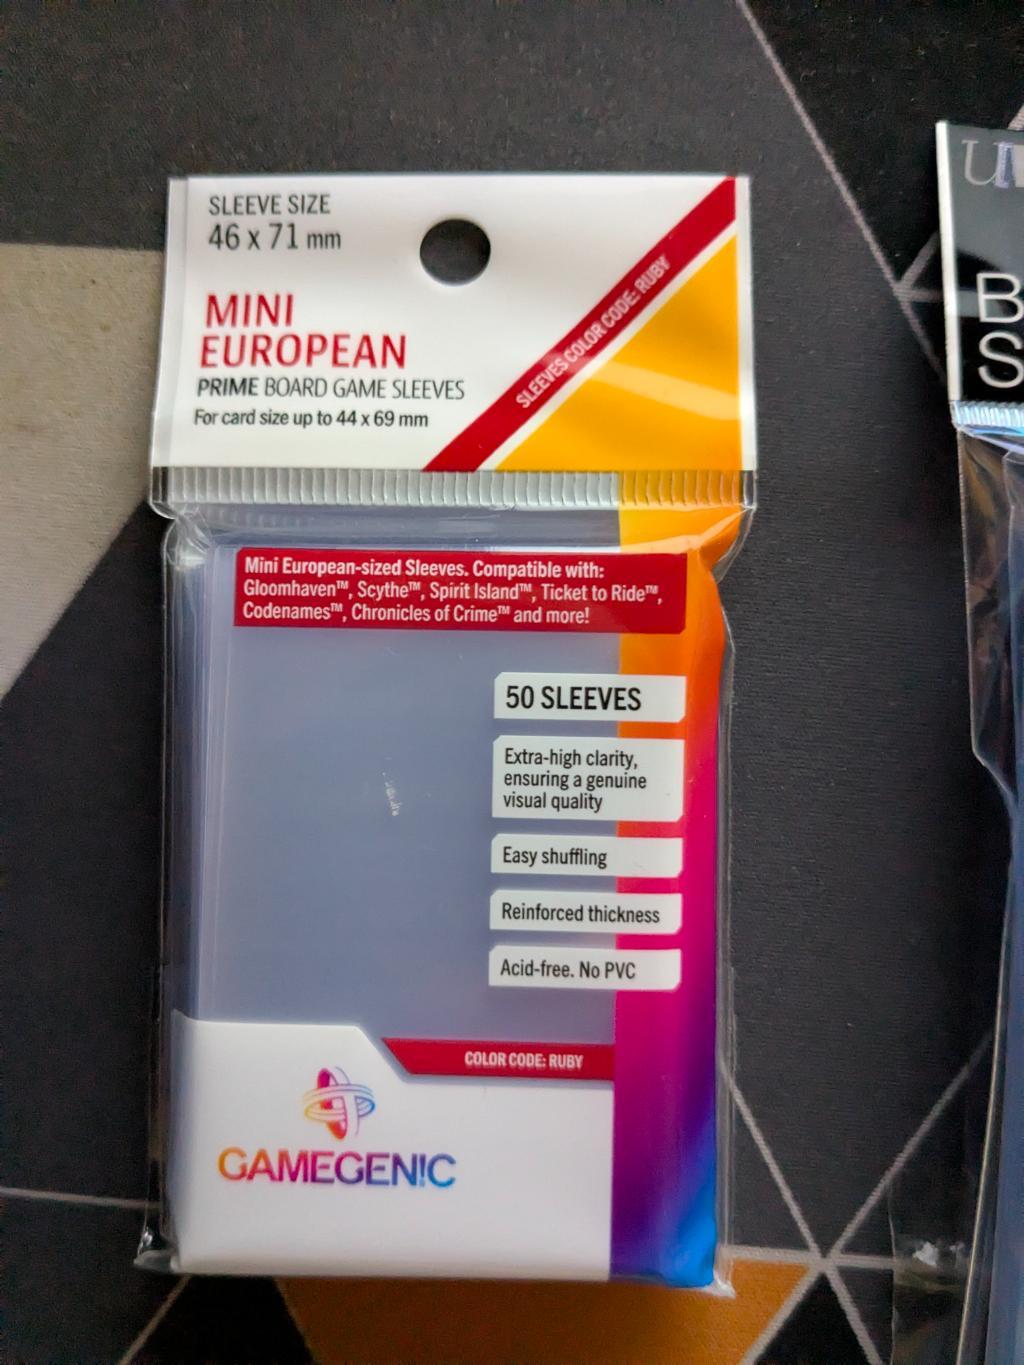 SLEEVE SIZE
46 x 71 mm
MINI
EUROPEAN
PRIME BOARD GAME SLEEVES
For card size up to 44 x 69 mm
SLEEVES COLOR CODE: RUBY
Mini European-sized Sleeves. Compatible with:
Gloomhaven™, Scythe™, Spirit Island™, Ticket to Ride™,
Codenames™, Chronicles of Crime™ and more!
50 SLEEVES
Extra-high clarity,
ensuring a genuine
visual quality
Easy shuffling
Reinforced thickness
Acid-free. No PVC
COLOR CODE: RUBY
GAMEGEN!C